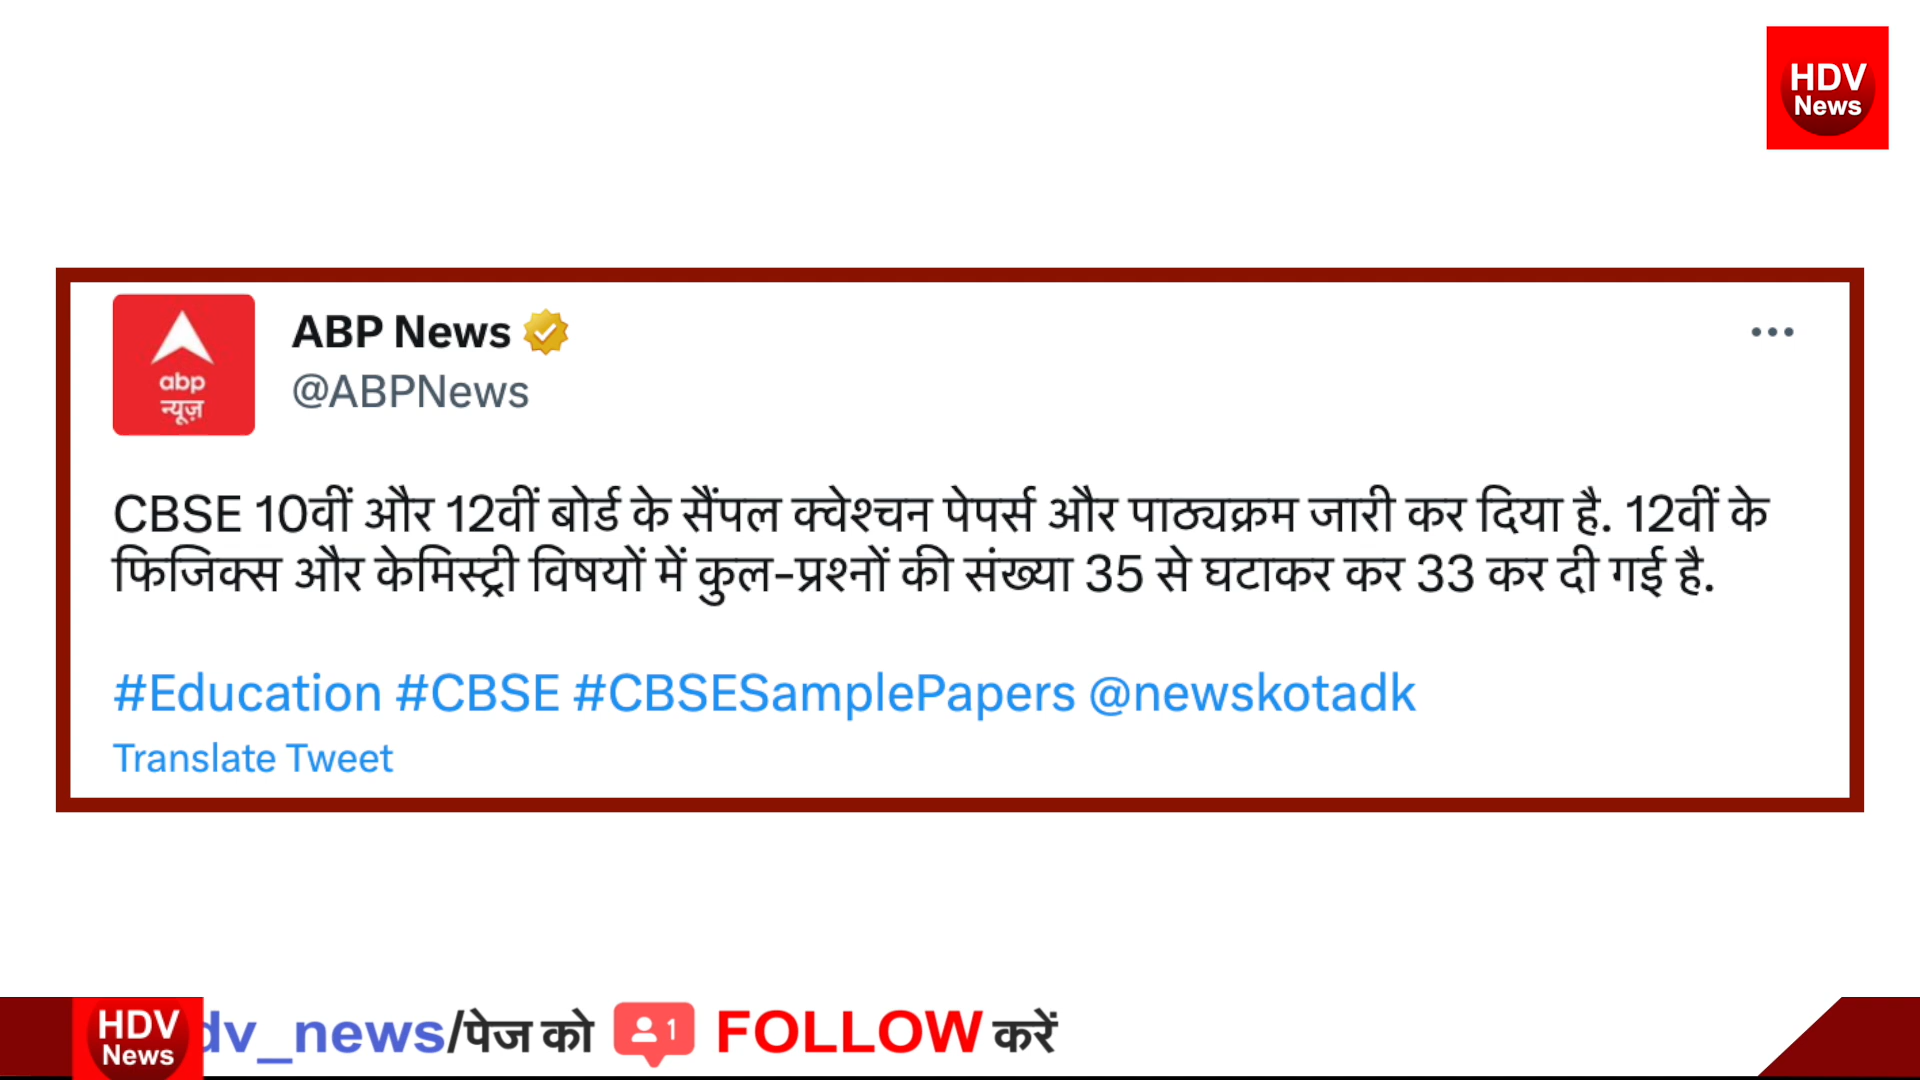 HDV
News
ABP News
@ABPNews
abp
न्यूज़
CBSE 10वीं और 12वीं बोर्ड के सैंपल क्वेश्चन पेपर्स और पाठ्यक्रम जारी कर दिया है. 12वीं के
फिजिक्स और केमिस्ट्री विषयों में कुल-प्रश्नों की संख्या 35 से घटाकर कर 33 कर दी गई है.
#Education #CBSE #CBSESamplePapers @newskotadk
Translate Tweet
HDV
News
dv_news/पेज को 1 FOLLOW करें